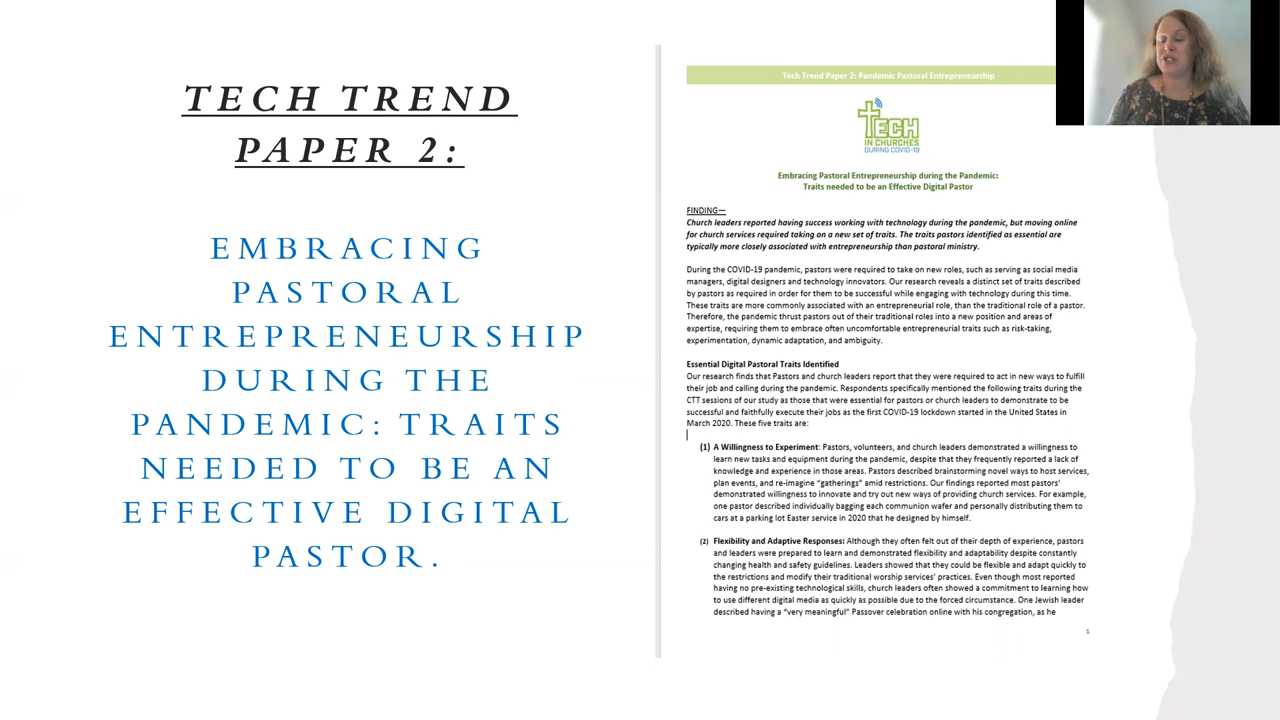 TECH TREND
PAPER 2:
EMBRACING
PASTORAL
ENTREPRENEURSHIP
DURING THE
PANDEMIC: TRAITS
NEEDED TO BE AN
EFFECTIVE DIGITAL
PASTOR.
Tech Trend Paper 2: Pandemic Pastoral Entrepreneurship
TECH
IN CHURCHES
DURING COVID-19
Embracing Pastoral Entrepreneurship during the Pandemic:
Traits needed to be an Effective Digital Pastor
FINDING—
Church leaders reported having success working with technology during the pandemic, but moving online
for church services required taking on a new set of traits. The traits pastors identified as essential are
typically more closely associated with entrepreneurship than pastoral ministry.
During the COVID-19 pandemic, pastors were required to take on new roles, such as serving as social media
managers, digital designers and technology innovators. Our research reveals a distinct set of traits described
by pastors as required in order for them to be successful while engaging with technology during this time.
These traits are more commonly associated with an entrepreneurial role, than the traditional role of a pastor.
Therefore, the pandemic thrust pastors out of their traditional roles into a new position and areas of
expertise, requiring them to embrace often uncomfortable entrepreneurial traits such as risk-taking,
experimentation, dynamic adaptation, and ambiguity.
Essential Digital Pastoral Traits Identified
Our research finds that Pastors and church leaders report that they were required to act in new ways to fulfill
their job and calling during the pandemic. Respondents specifically mentioned the following traits during the
CTT sessions of our study as those that were essential for pastors or church leaders to demonstrate to be
successful and faithfully execute their jobs as the first COVID-19 lockdown started in the United States in
March 2020. These five traits are:
(1) A Willingness to Experiment: Pastors, volunteers, and church leaders demonstrated a willingness to
learn new tasks and equipment during the pandemic, despite that they frequently reported a lack of
knowledge and experience in those areas. Pastors described brainstorming novel ways to host services,
plan events, and re-imagine "gatherings" amid restrictions. Our findings reported most pastors'
demonstrated willingness to innovate and try out new ways of providing church services. For example,
one pastor described individually bagging each communion wafer and personally distributing them to
cars at a parking lot Easter service in 2020 that he designed by himself.
(2) Flexibility and Adaptive Responses: Although they often felt out of their depth of experience, pastors
and leaders were prepared to learn and demonstrated flexibility and adaptability despite constantly
changing health and safety guidelines. Leaders showed that they could be flexible and adapt quickly to
the restrictions and modify their traditional worship services' practices. Even though most reported
having no pre-existing technological skills, church leaders often showed a commitment to learning how
to use different digital media as quickly as possible due to the forced circumstance. One Jewish leader
described having a "very meaningful" Passover celebration online with his congregation, as he
1